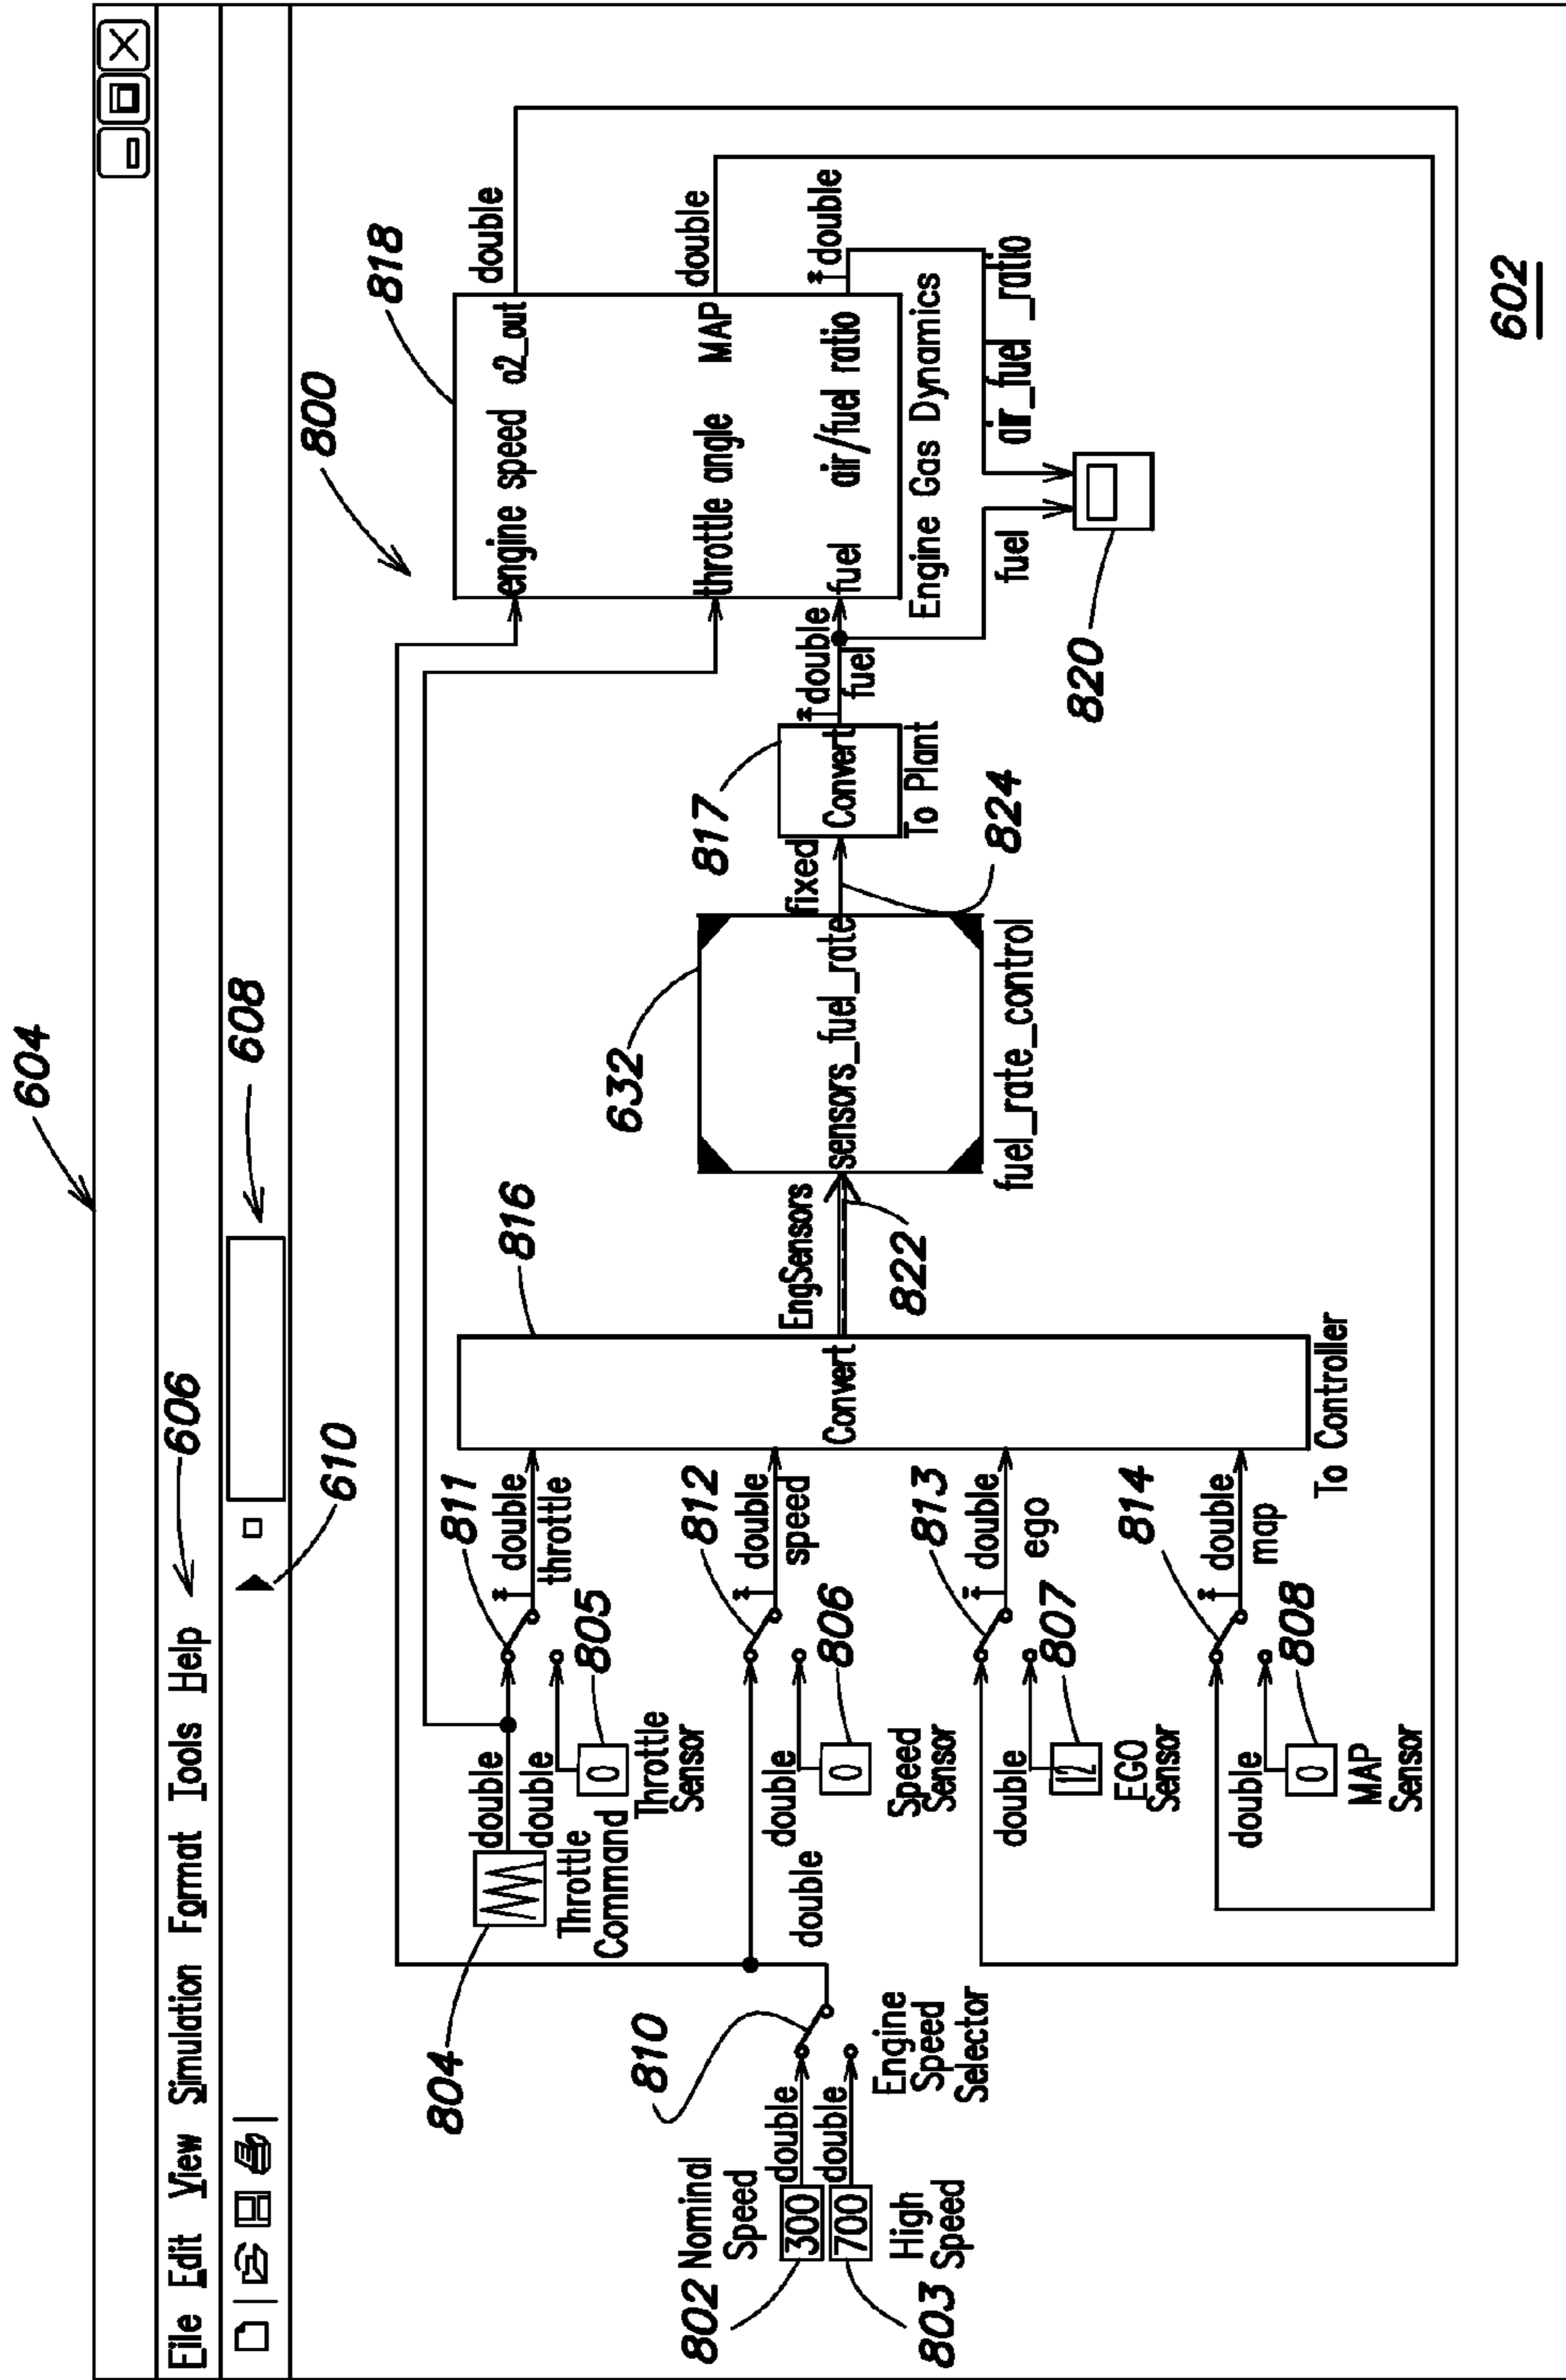 604
File Edit View Simulation Format Tools Help
606
608
610
800
802
Nominal
Speed
300
double
700
double
High
Speed
803
810
Engine
Speed
Selector
double
804
Throttle
Command
double
double
0
Throttle
Sensor
805
811
double
throttle
double
0
Speed
Sensor
806
812
double
speed
double
12
EGO
Sensor
807
813
double
ego
double
0
MAP
Sensor
808
814
double
map
816
Convert
To Controller
EngSensors
822
632
sensors_fuel_rate
fuel_rate_control
fixed
824
817
Convert
To Plant
double
fuel
818
engine speed o2_out
throttle angle MAP
fuel air/fuel ratio
Engine Gas Dynamics
double
double
double
air_fuel_ratio
fuel
820
602